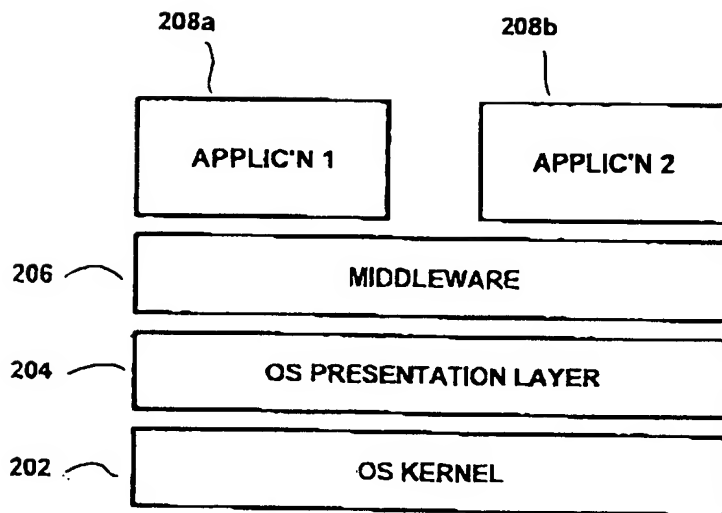 208a
208b
APPLIC'N 1
APPLIC'N 2
206
MIDDLEWARE
204
OS PRESENTATION LAYER
202
OS KERNEL